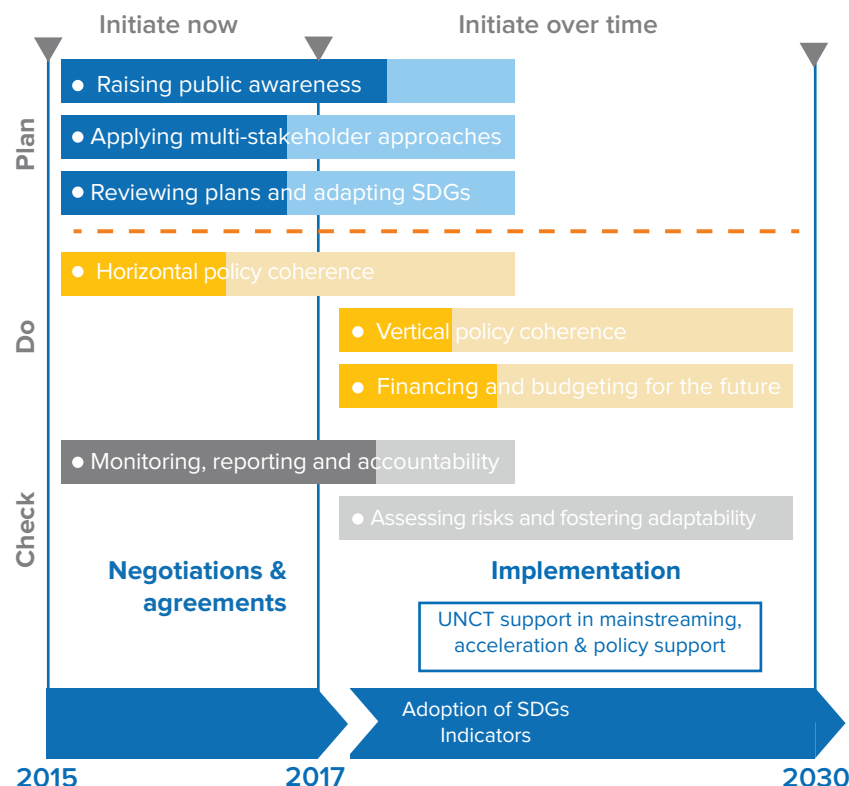 Initiate now
Initiate over time
Plan
Raising public awareness
Applying multi-stakeholder approaches
Reviewing plans and adapting SDGs
Do
Horizontal policy coherence
Vertical policy coherence
Financing and budgeting for the future
Check
Monitoring, reporting and accountability
Assessing risks and fostering adaptability
Negotiations &
agreements
Implementation
UNCT support in mainstreaming,
acceleration & policy support
Adoption of SDGs
Indicators
2015
2017
2030